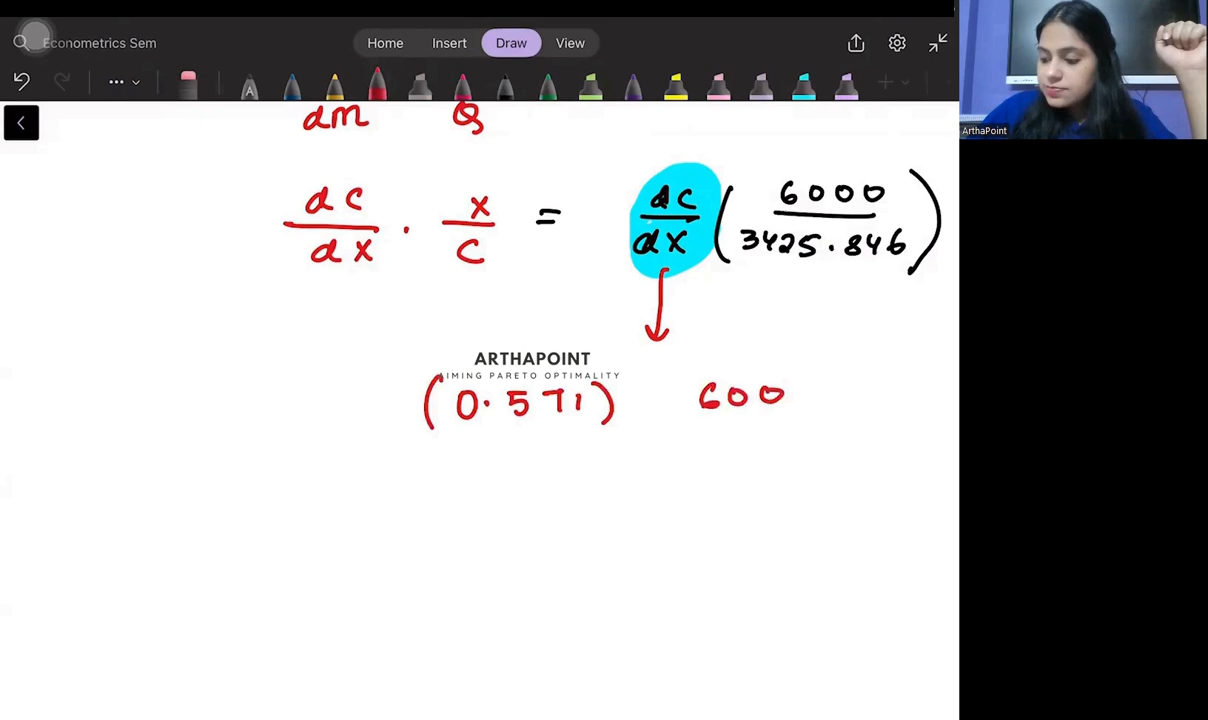 Econometrics Sem
Home Insert Draw View
A
dm Q
dC / dX · X / C = dC / dX ( 6000 / 3425.846 )
ARTHAPOINT
AIMING PARETO OPTIMALITY
(0.571) 600
ArthaPoint